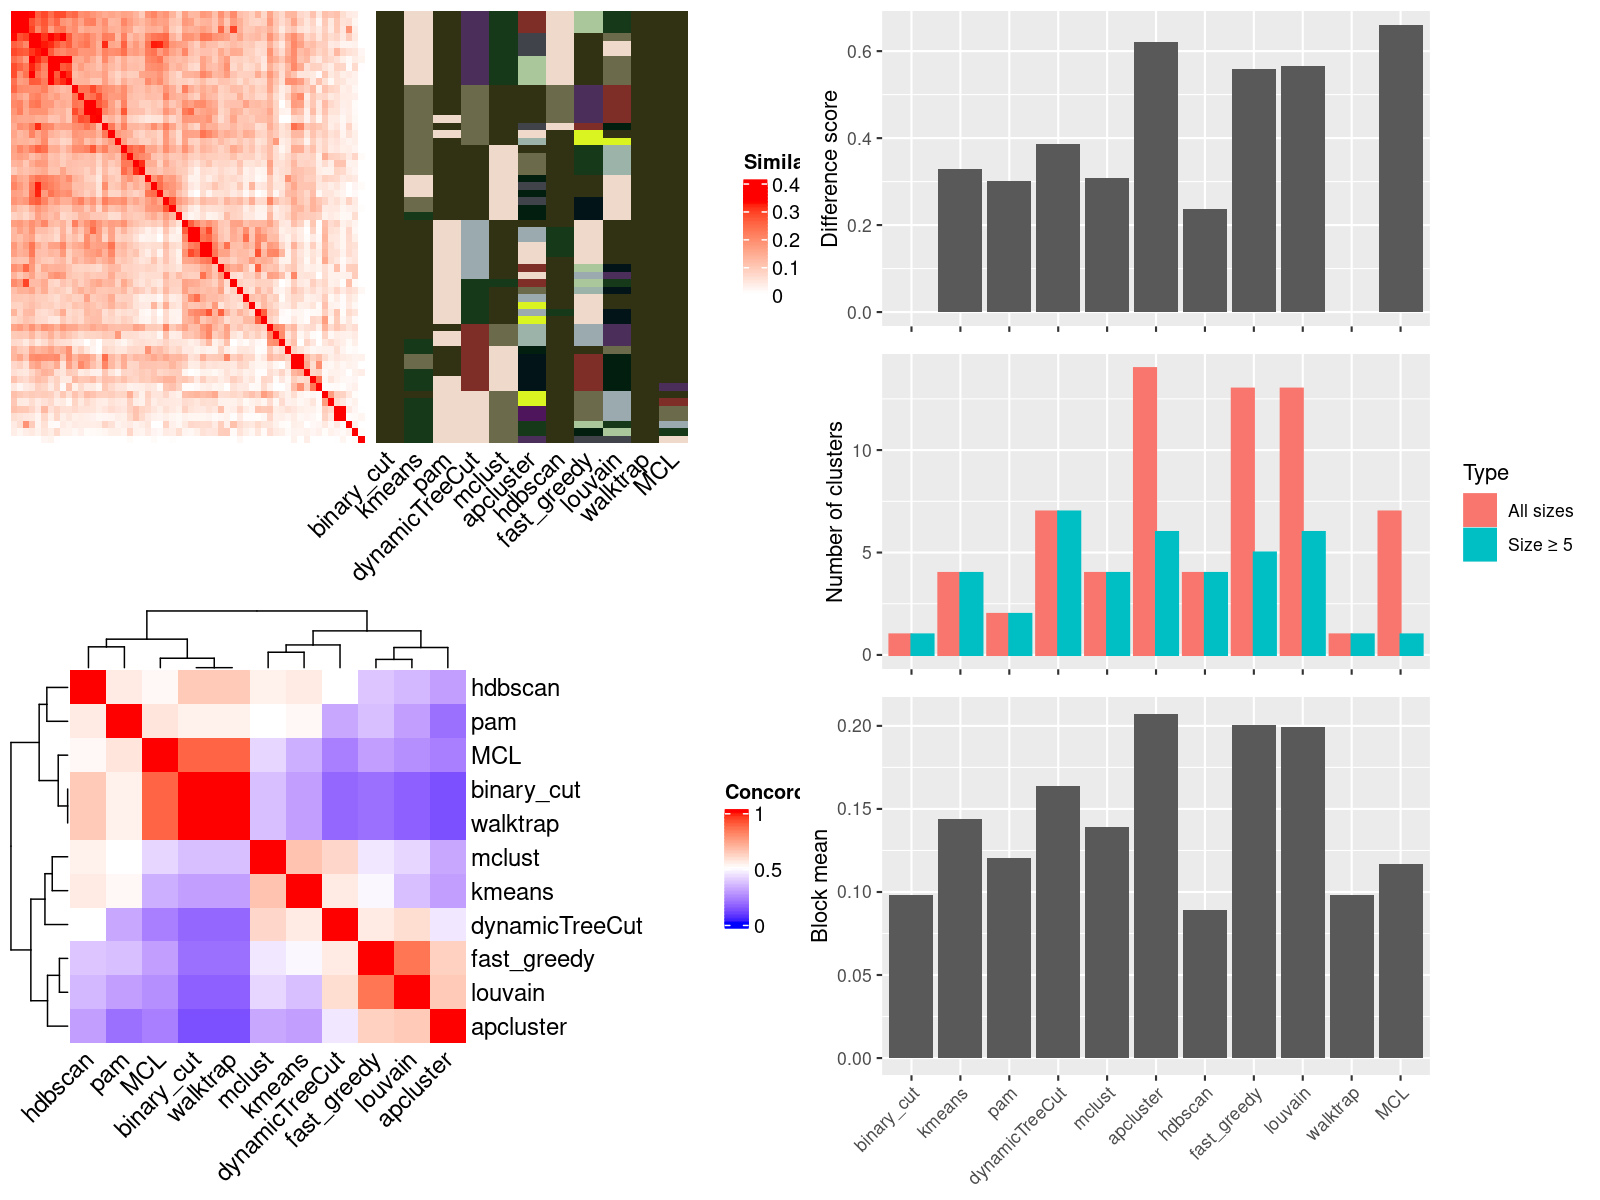 Simila
0.4
0.3
0.2
0.1
0
binary_cut
kmeans
pam
dynamicTreeCut
mclust
apcluster
hdbscan
fast_greedy
louvain
walktrap
MCL
hdbscan
pam
MCL
binary_cut
walktrap
mclust
kmeans
dynamicTreeCut
fast_greedy
louvain
apcluster
hdbscan
pam
MCL
binary_cut
walktrap
mclust
kmeans
dynamicTreeCut
fast_greedy
louvain
apcluster
Concord
1
0.5
0
Difference score
0.6
0.4
0.2
0.0
Number of clusters
10
5
0
Type
All sizes
Size ≥ 5
Block mean
0.20
0.15
0.10
0.05
0.00
binary_cut
kmeans
pam
dynamicTreeCut
mclust
apcluster
hdbscan
fast_greedy
louvain
walktrap
MCL